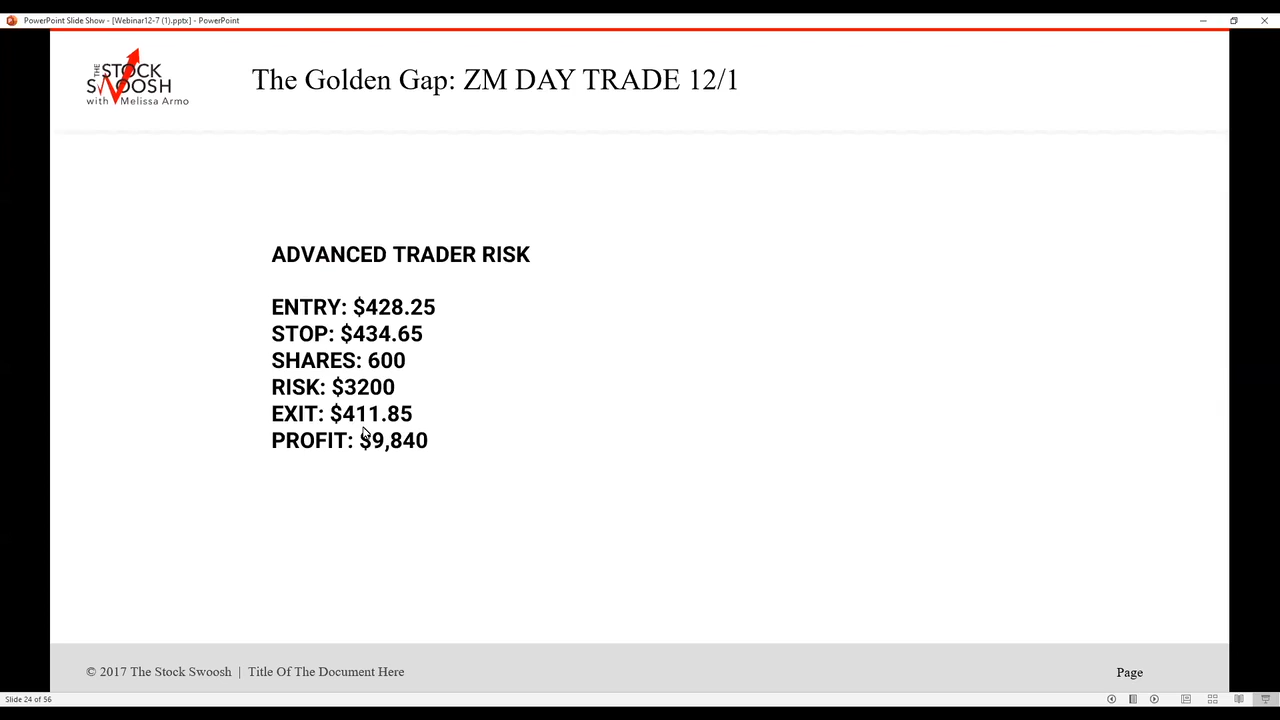 PowerPoint Slide Show - [Webinar12-7 (1).pptx] - PowerPoint
THE
STOCK
SWOOSH
with Melissa Armo
The Golden Gap: ZM DAY TRADE 12/1
ADVANCED TRADER RISK
ENTRY: $428.25
STOP: $434.65
SHARES: 600
RISK: $3200
EXIT: $411.85
PROFIT: $9,840
© 2017 The Stock Swoosh | Title Of The Document Here
Page
Slide 24 of 56